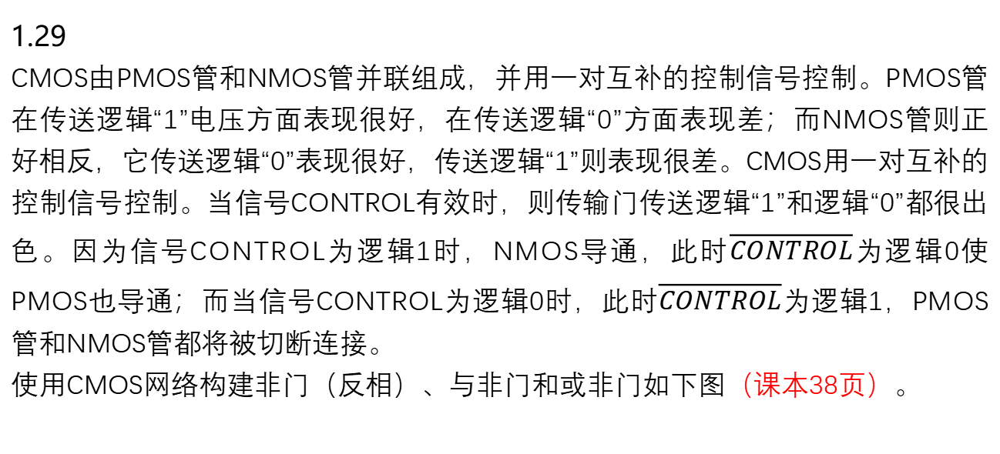 1.29
CMOS由PMOS管和NMOS管并联组成，并用一对互补的控制信号控制。PMOS管
在传送逻辑“1”电压方面表现很好，在传送逻辑“0”方面表现差；而NMOS管则正
好相反，它传送逻辑“0”表现很好，传送逻辑“1”则表现很差。CMOS用一对互补的
控制信号控制。当信号CONTROL有效时，则传输门传送逻辑“1”和逻辑“0”都很出
色。因为信号CONTROL为逻辑1时，NMOS导通，此时$\overline{CONTROL}$为逻辑0使
PMOS也导通；而当信号CONTROL为逻辑0时，此时$\overline{CONTROL}$为逻辑1，PMOS
管和NMOS管都将被切断连接。
使用CMOS网络构建非门（反相）、与非门和或非门如下图（课本38页）。